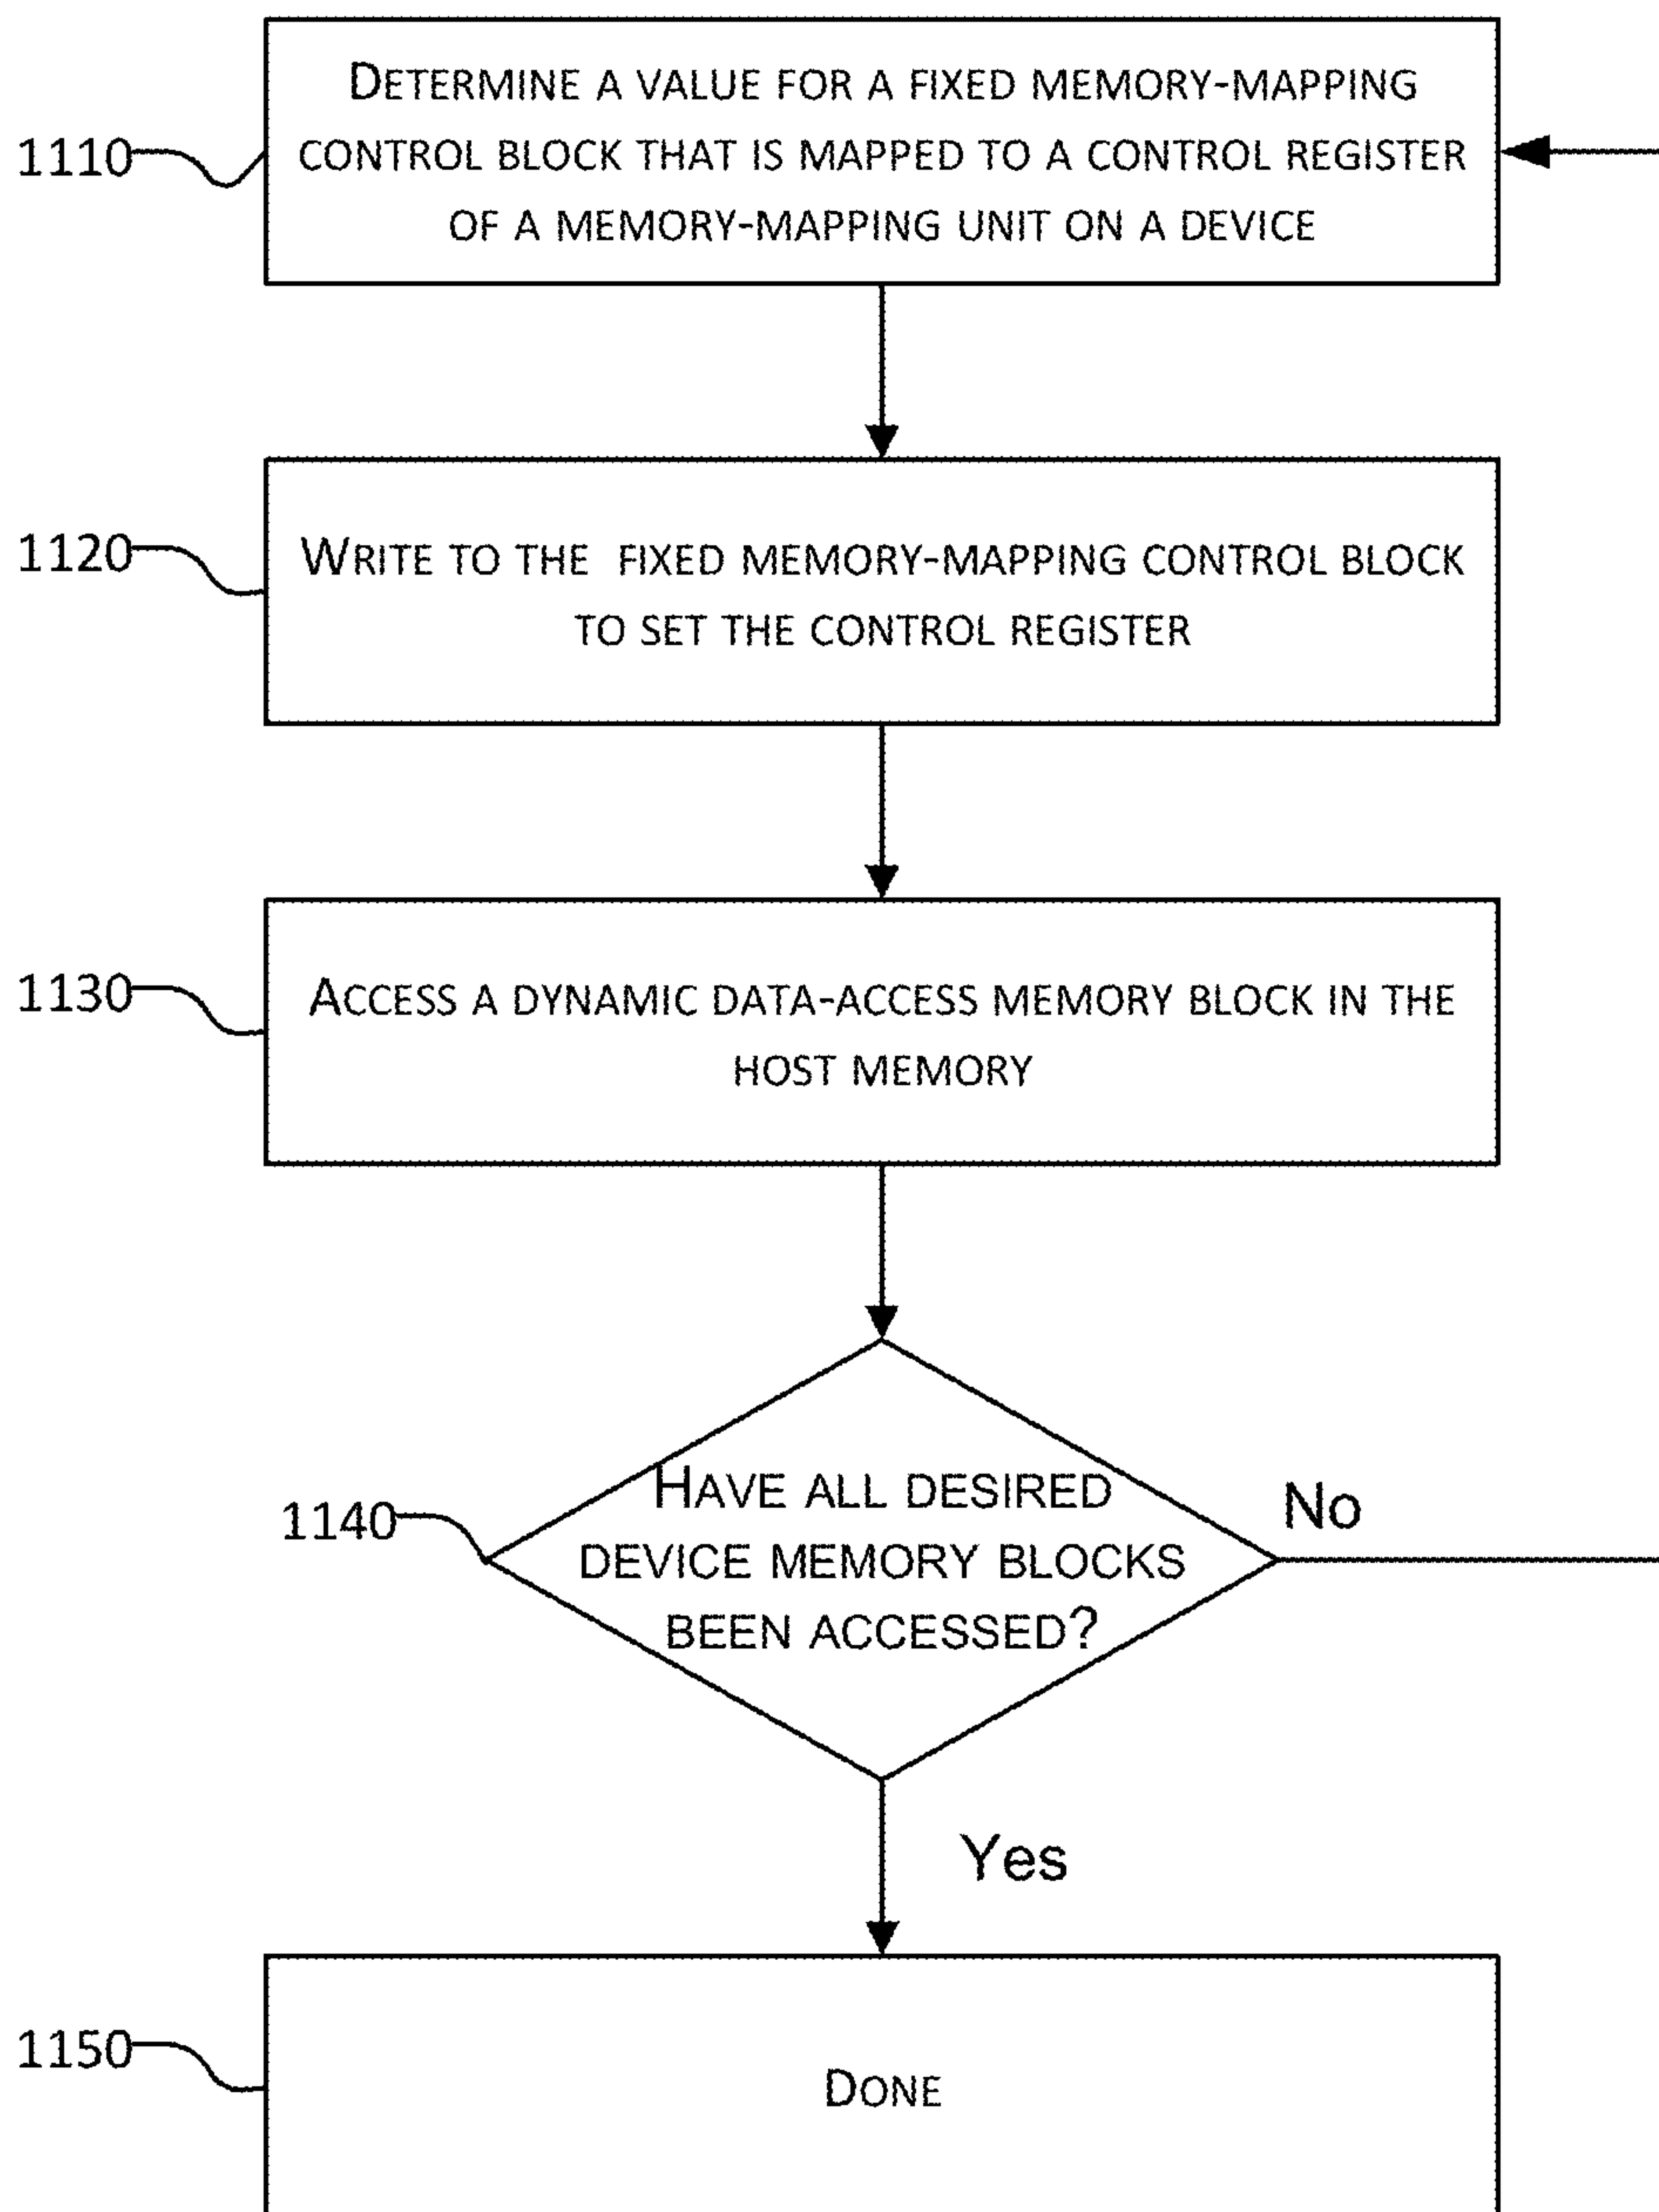 DETERMINE A VALUE FOR A FIXED MEMORY-MAPPING
1110
CONTROL BLOCK THAT IS MAPPED TO A CONTROL REGISTER
OF A MEMORY-MAPPING UNIT ON A DEVICE
1120
WRITE TO THE FIXED MEMORY-MAPPING CONTROL BLOCK
TO SET THE CONTROL REGISTER
1130
ACCESS A DYNAMIC DATA-ACCESS MEMORY BLOCK IN THE
HOST MEMORY
HAVE ALL DESIRED
No
1140
DEVICE MEMORY BLOCKS
BEEN ACCESSED?
Yes
1150
DONE